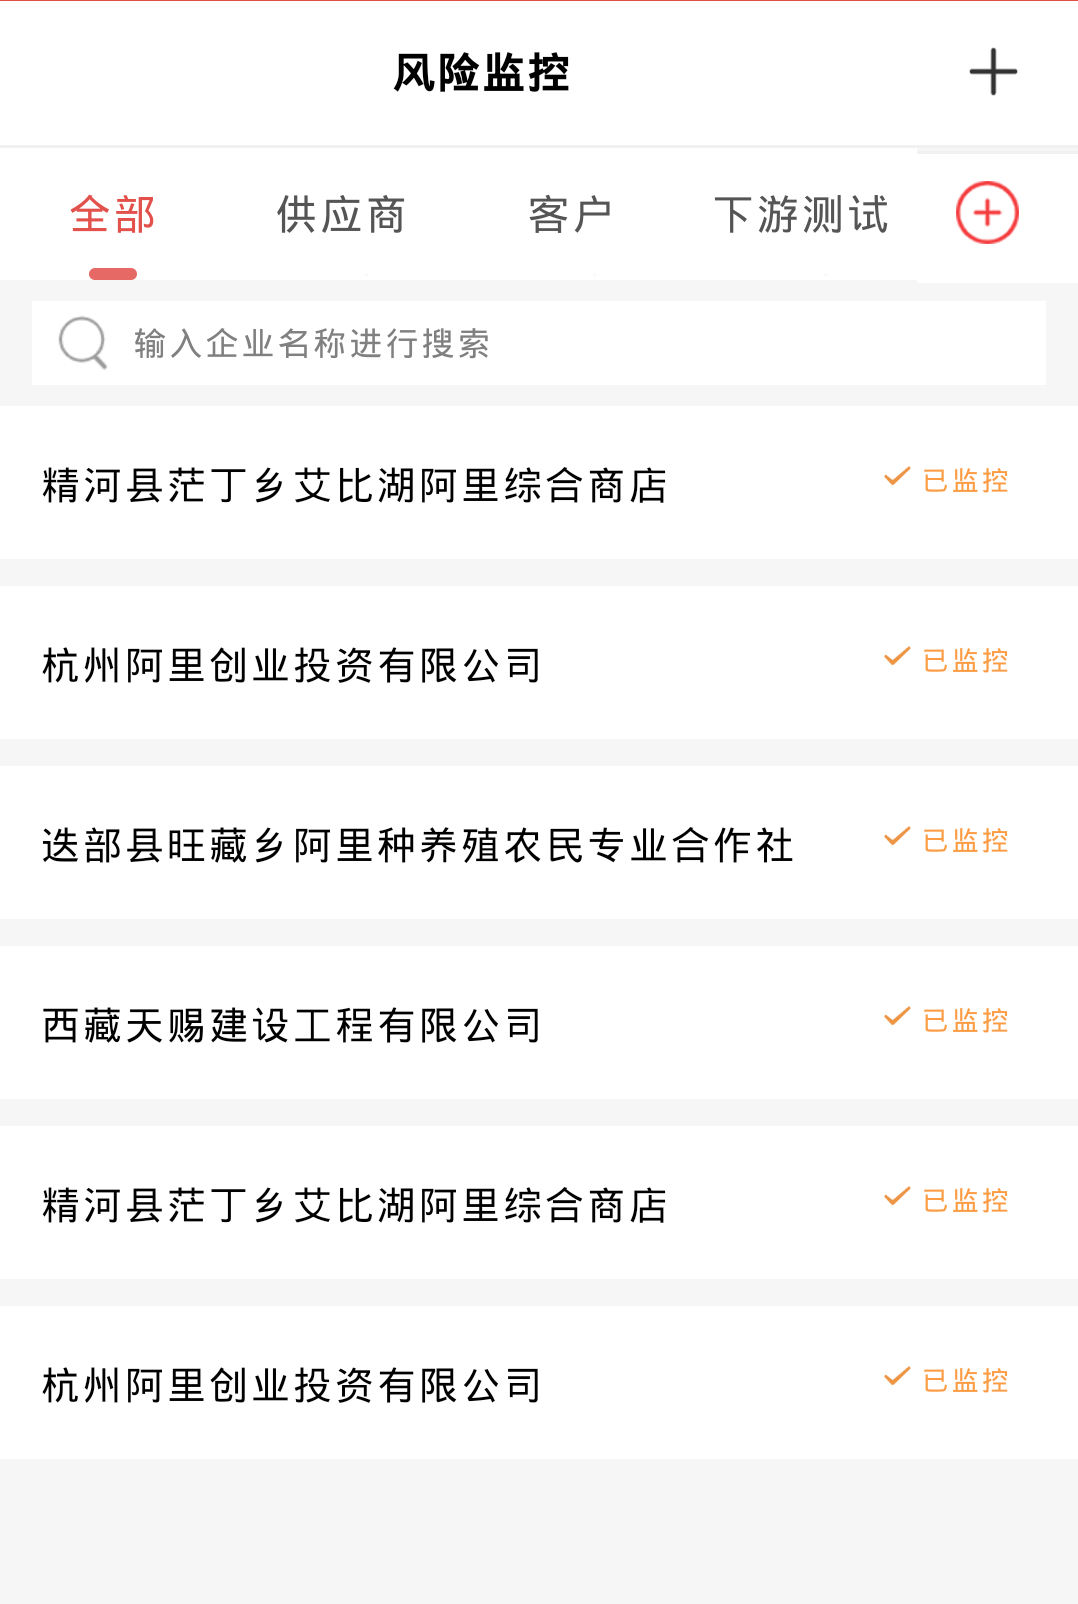 风险监控
全部 供应商 客户 下游测试
输入企业名称进行搜索
精河县茫丁乡艾比湖阿里综合商店 已监控
杭州阿里创业投资有限公司 已监控
迭部县旺藏乡阿里种养殖农民专业合作社 已监控
西藏天赐建设工程有限公司 已监控
精河县茫丁乡艾比湖阿里综合商店 已监控
杭州阿里创业投资有限公司 已监控